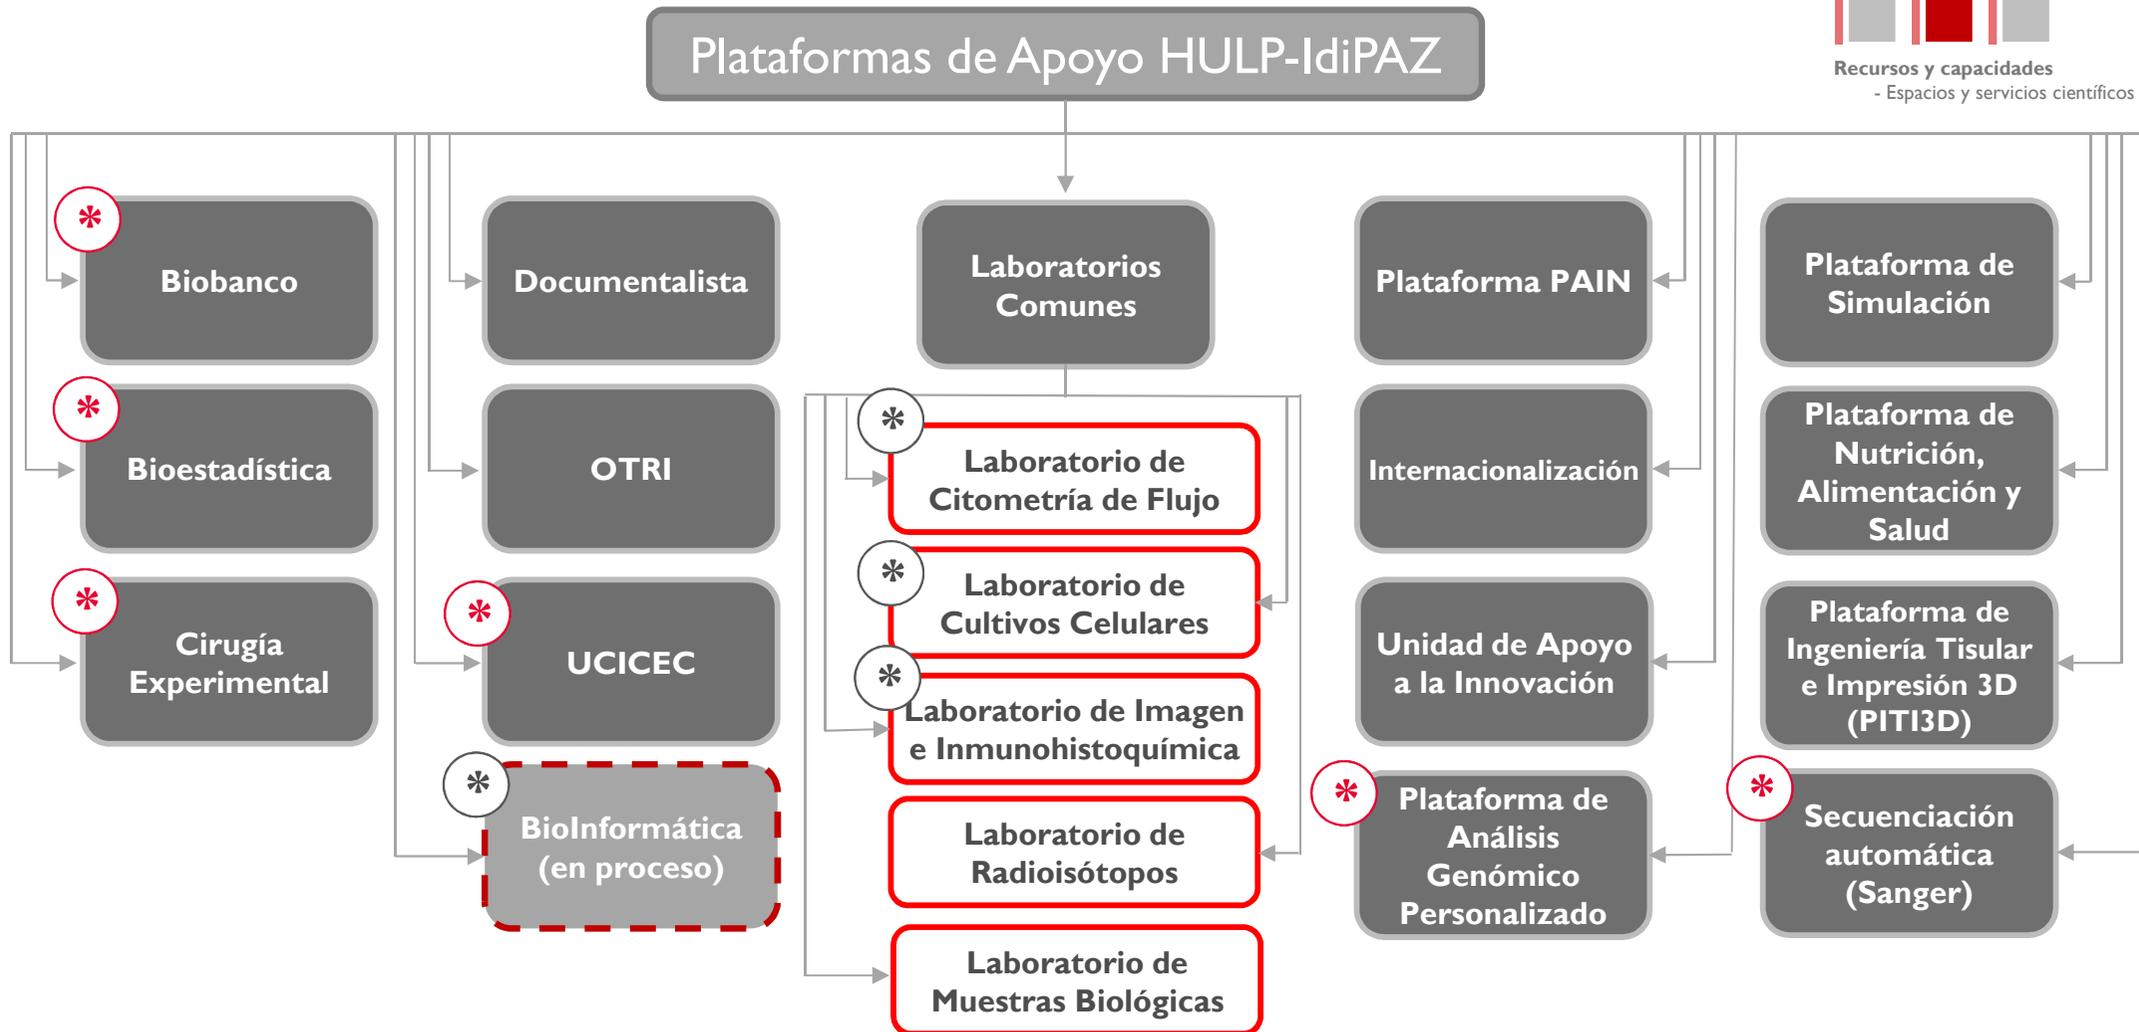 Plataformas de Apoyo HULP-IdiPAZ
Recursos y capacidades
- Espacios y servicios científicos
*
Biobanco
*
Bioestadística
*
Cirugía
Experimental
Documentalista
OTRI
*
UCICEC
*
BioInformática
(en proceso)
Laboratorios
Comunes
*
Laboratorio de
Citometría de Flujo
*
Laboratorio de
Cultivos Celulares
*
Laboratorio de Imagen
e Inmunohistoquímica
Laboratorio de
Radioisótopos
Laboratorio de
Muestras Biológicas
Plataforma PAIN
Internacionalización
Unidad de Apoyo
a la Innovación
*
Plataforma de
Análisis
Genómico
Personalizado
Plataforma de
Simulación
Plataforma de
Nutrición,
Alimentación y
Salud
Plataforma de
Ingeniería Tisular
e Impresión 3D
(PITI3D)
*
Secuenciación
automática
(Sanger)